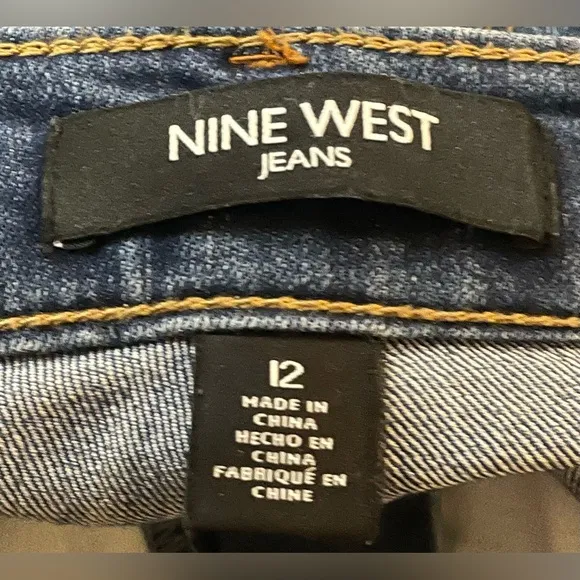 NINE WEST
JEANS
12
MADE IN
CHINA
HECHO EN
CHINA
FABRIQUÉ EN
CHINE